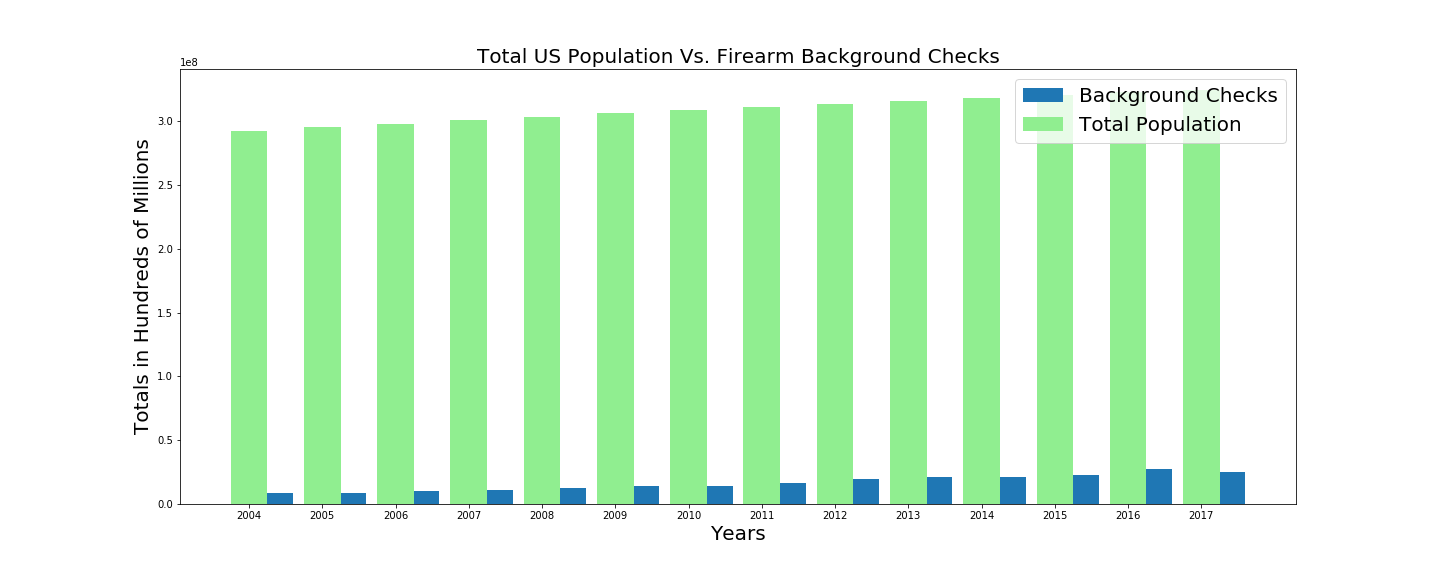 Total US Population Vs. Firearm Background Checks
1e8
Background Checks
Total Population
3.0
2.5
2.0
1.5
1.0
0.5
0.0
Totals in Hundreds of Millions
2004 2005 2006 2007 2008 2009 2010 2011 2012 2013 2014 2015 2016 2017
Years